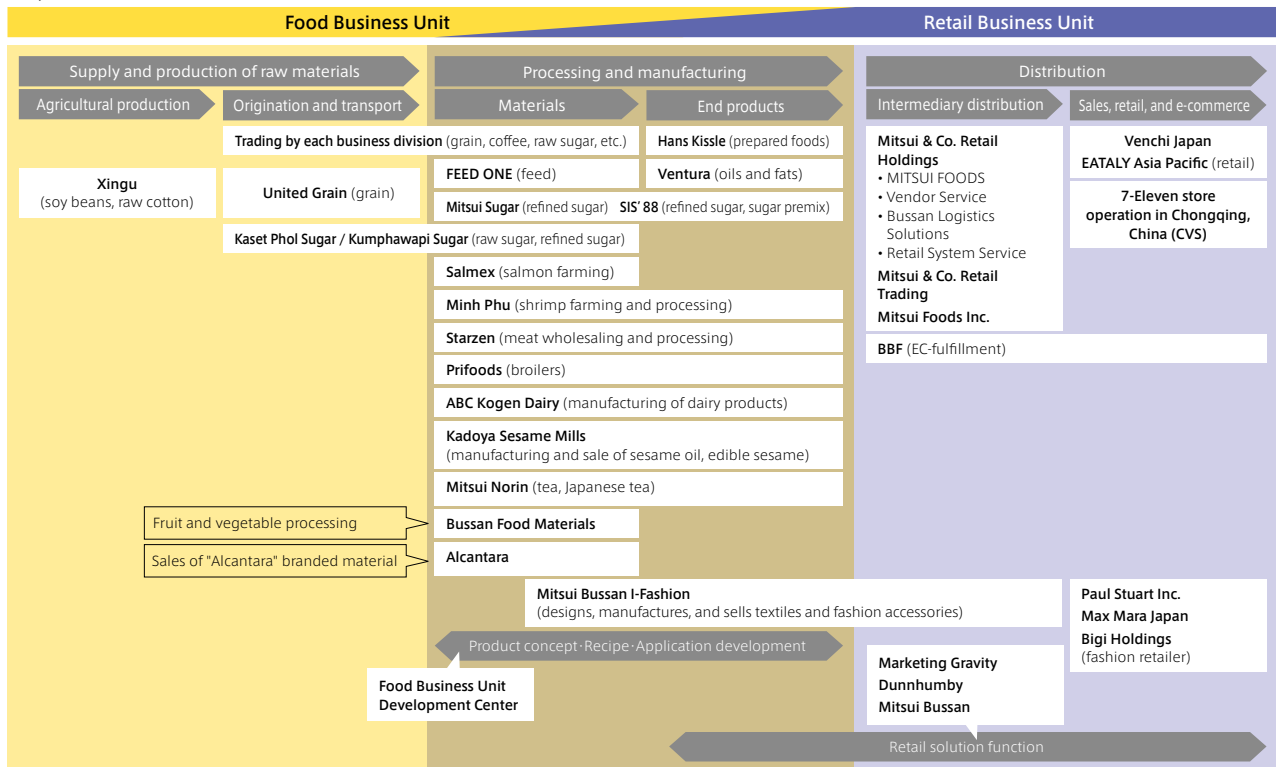 Food Business Unit
Retail Business Unit
Supply and production of raw materials
Processing and manufacturing
Distribution
Agricultural production
Origination and transport
Materials
End products
Intermediary distribution
Sales, retail, and e-commerce
Trading by each business division (grain, coffee, raw sugar, etc.)
Hans Kissle (prepared foods)
Xingu
(soy beans, raw cotton)
United Grain (grain)
FEED ONE (feed)
Ventura (oils and fats)
Mitsui Sugar (refined sugar)
SIS' 88 (refined sugar, sugar premix)
Kaset Phol Sugar / Kumphawapi Sugar (raw sugar, refined sugar)
Salmex (salmon farming)
Minh Phu (shrimp farming and processing)
Starzen (meat wholesaling and processing)
Prifoods (broilers)
ABC Kogen Dairy (manufacturing of dairy products)
Kadoya Sesame Mills
(manufacturing and sale of sesame oil, edible sesame)
Mitsui Norin (tea, Japanese tea)
Fruit and vegetable processing
Bussan Food Materials
Sales of "Alcantara" branded material
Alcantara
Mitsui & Co. Retail
Holdings
• MITSUI FOODS
• Vendor Service
• Bussan Logistics
Solutions
• Retail System Service
Mitsui & Co. Retail
Trading
Mitsui Foods Inc.
Venchi Japan
EATALY Asia Pacific (retail)
7-Eleven store
operation in Chongqing,
China (CVS)
BBF (EC-fulfillment)
Mitsui Bussan I-Fashion
(designs, manufactures, and sells textiles and fashion accessories)
Paul Stuart Inc.
Max Mara Japan
Bigi Holdings
(fashion retailer)
Product concept·Recipe·Application development
Food Business Unit
Development Center
Marketing Gravity
Dunnhumby
Mitsui Bussan
Retail solution function